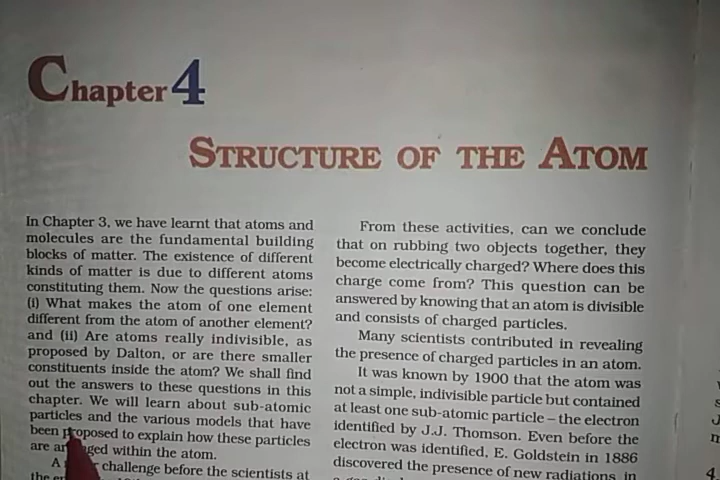 Chapter 4
STRUCTURE OF THE ATOM
In Chapter 3, we have learnt that atoms and
molecules are the fundamental building
blocks of matter. The existence of different
kinds of matter is due to different atoms
constituting them. Now the questions arise:
(i) What makes the atom of one element
different from the atom of another element?
and (ii) Are atoms really indivisible, as
proposed by Dalton, or are there smaller
constituents inside the atom? We shall find
out the answers to these questions in this
chapter. We will learn about sub-atomic
particles and the various models that have
been proposed to explain how these particles
are within the atom.
A challenge before the scientists at
the
From these activities, can we conclude
that on rubbing two objects together, they
become electrically charged? Where does this
charge come from? This question can be
answered by knowing that an atom is divisible
and consists of charged particles.
Many scientists contributed in revealing
the presence of charged particles in an atom.
It was known by 1900 that the atom was
not a simple, indivisible particle but contained
at least one sub-atomic particle – the electron
identified by J.J. Thomson. Even before the
electron was identified, E. Goldstein in 1886
discovered the presence of new radiations in